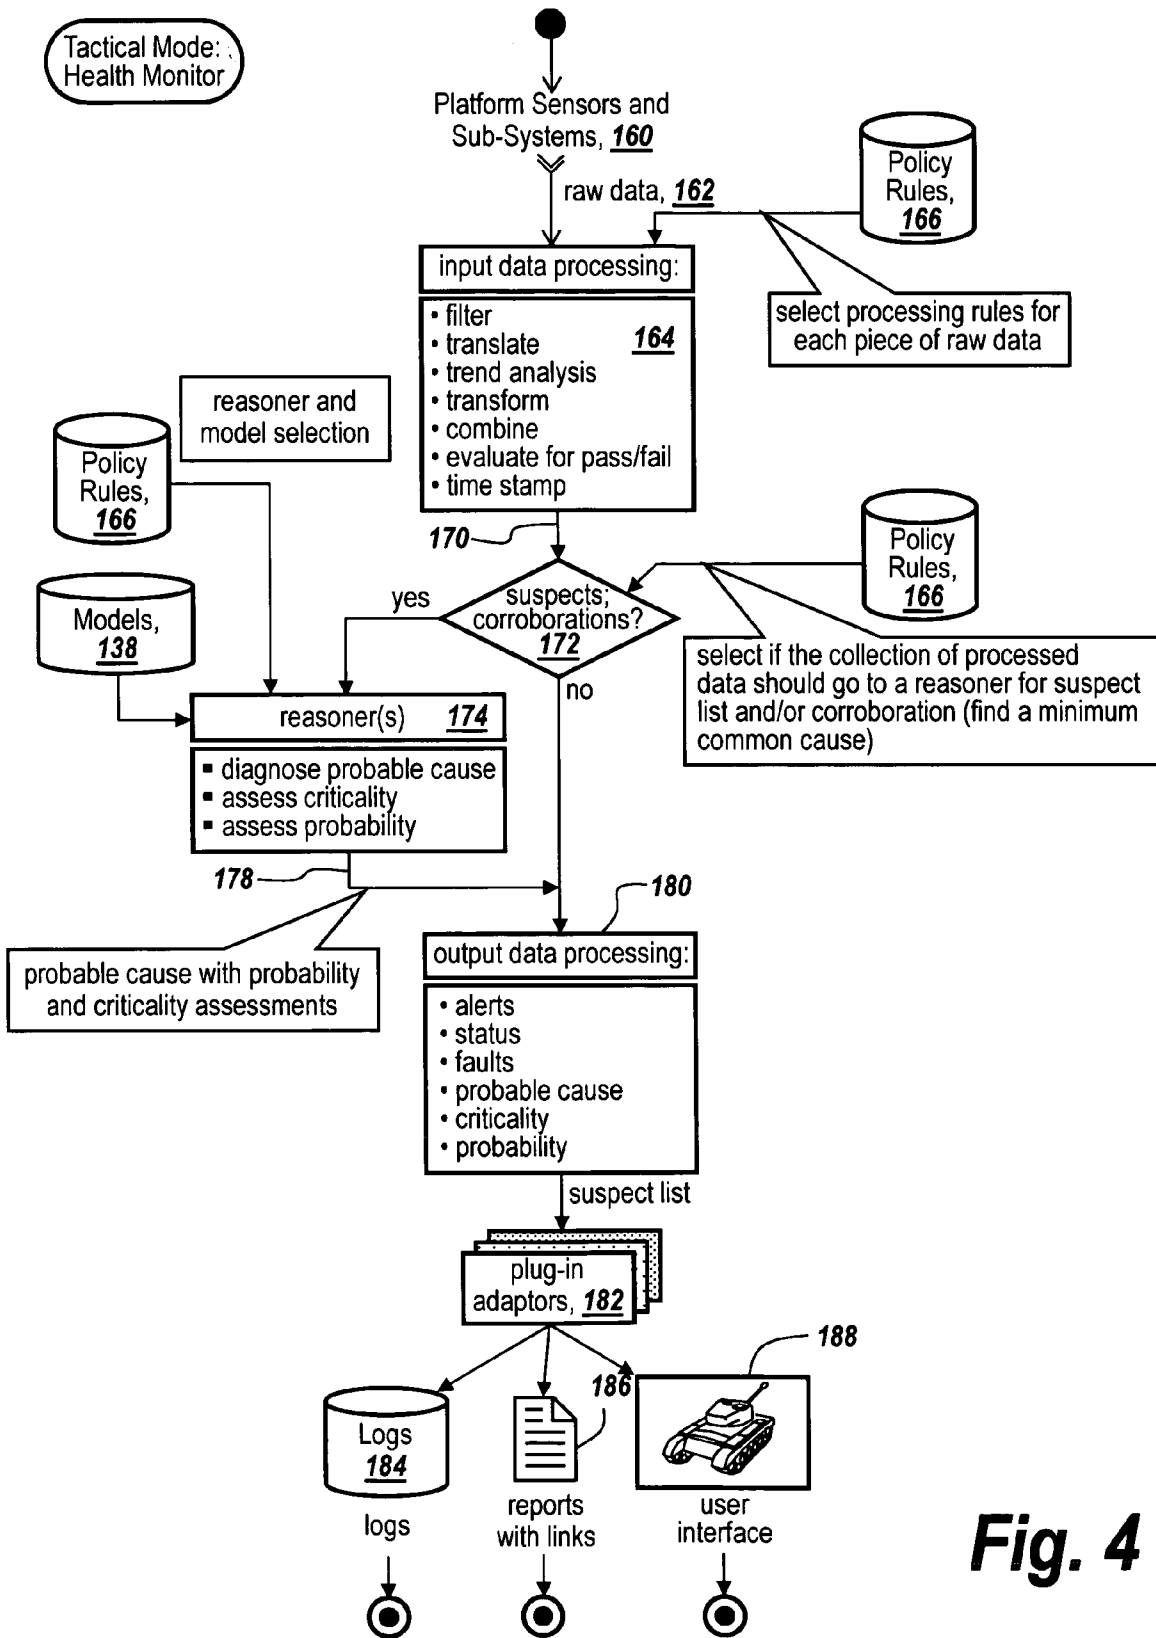 Tactical Mode:
Health Monitor
Platform Sensors and
Sub-Systems, 160
raw data, 162
Policy
Rules,
166
input data processing:
select processing rules for
each piece of raw data
• filter
• translate
• trend analysis
• transform
• combine
• evaluate for pass/fail
• time stamp
164
reasoner and
model selection
Policy
Rules,
166
170
Policy
Rules,
166
Models,
138
yes
suspects;
corroborations?
172
no
select if the collection of processed
data should go to a reasoner for suspect
list and/or corroboration (find a minimum
common cause)
reasoner(s) 174
▪ diagnose probable cause
▪ assess criticality
▪ assess probability
178
180
probable cause with probability
and criticality assessments
output data processing:
• alerts
• status
• faults
• probable cause
• criticality
• probability
suspect list
plug-in
adaptors, 182
188
186
Logs
184
logs
reports
with links
user
interface
Fig. 4